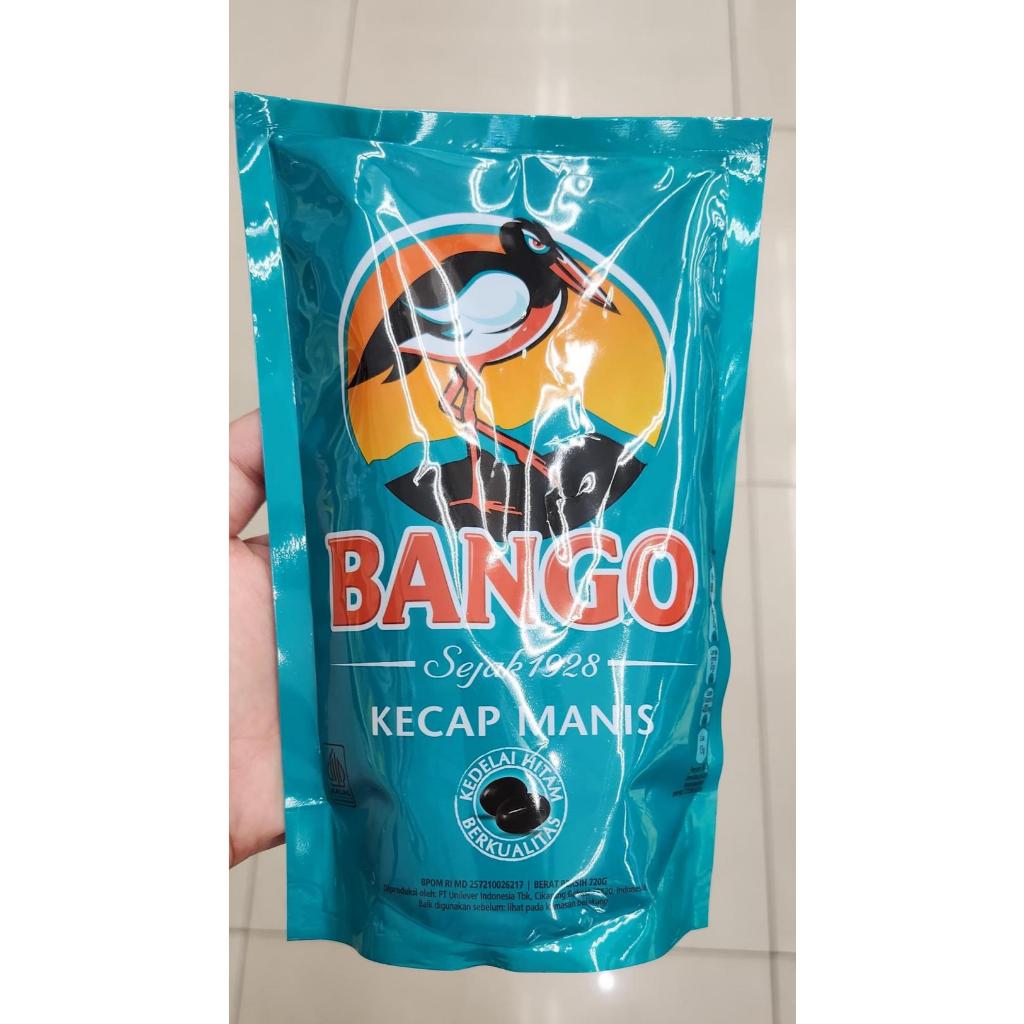 BANGO
Sejak 1928
KECAP MANIS
KEDELAI HITAM
BERKUALITAS
BPOM RI MD 257210026217 | BERAT BERSIH 720G
Diproduksi oleh: PT Unilever Indonesia Tbk, Cikarang Indonesia
Baik digunakan sebelum: lihat pada kemasan belakang